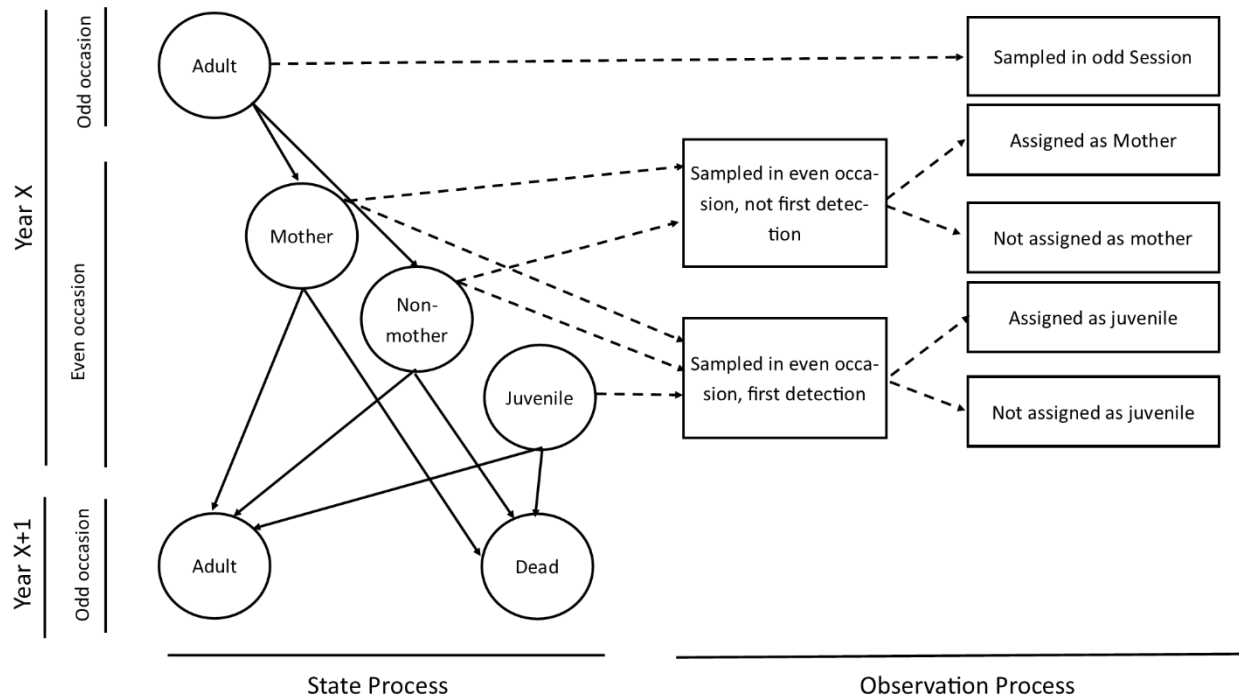 Year X
Odd occasion
Even occasion
Year X+1
Odd occasion
Adult
Mother
Non-
mother
Juvenile
Adult
Dead
Sampled in even occa-
sion, not first detec-
tion
Sampled in even occa-
sion, first detection
Sampled in odd Session
Assigned as Mother
Not assigned as mother
Assigned as juvenile
Not assigned as juvenile
State Process
Observation Process